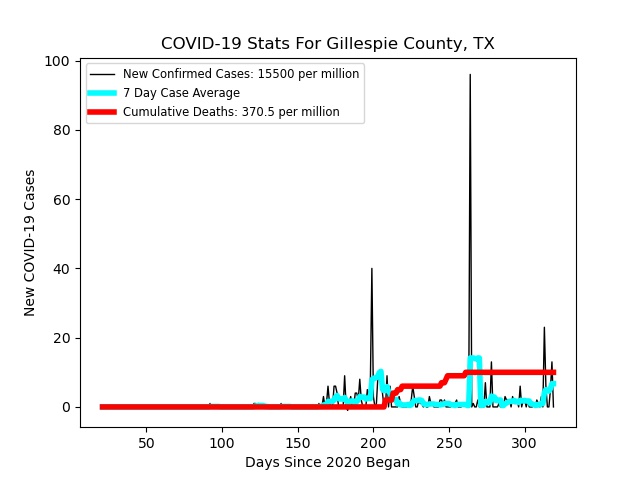 COVID-19 Stats For Gillespie County, TX
New Confirmed Cases: 15500 per million
7 Day Case Average
Cumulative Deaths: 370.5 per million
New COVID-19 Cases
100
80
60
40
20
0
50 100 150 200 250 300
Days Since 2020 Began